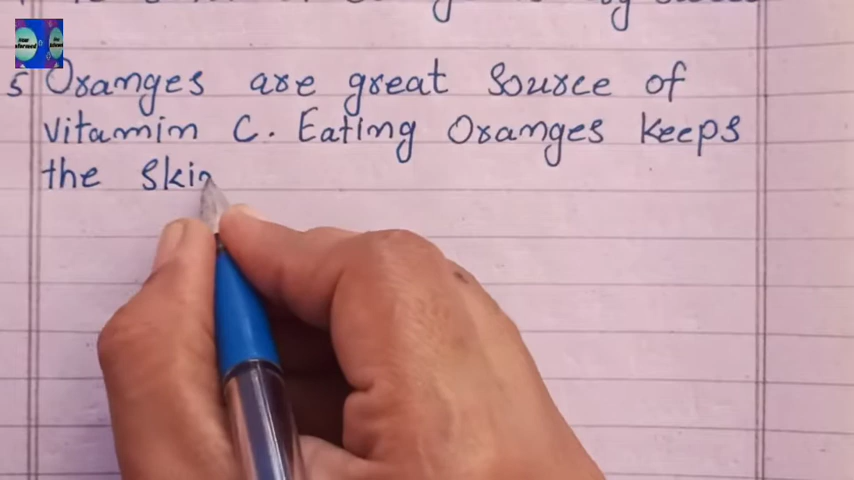 5 Oranges are great Source of
vitamin C. Eating Oranges keeps
the skin